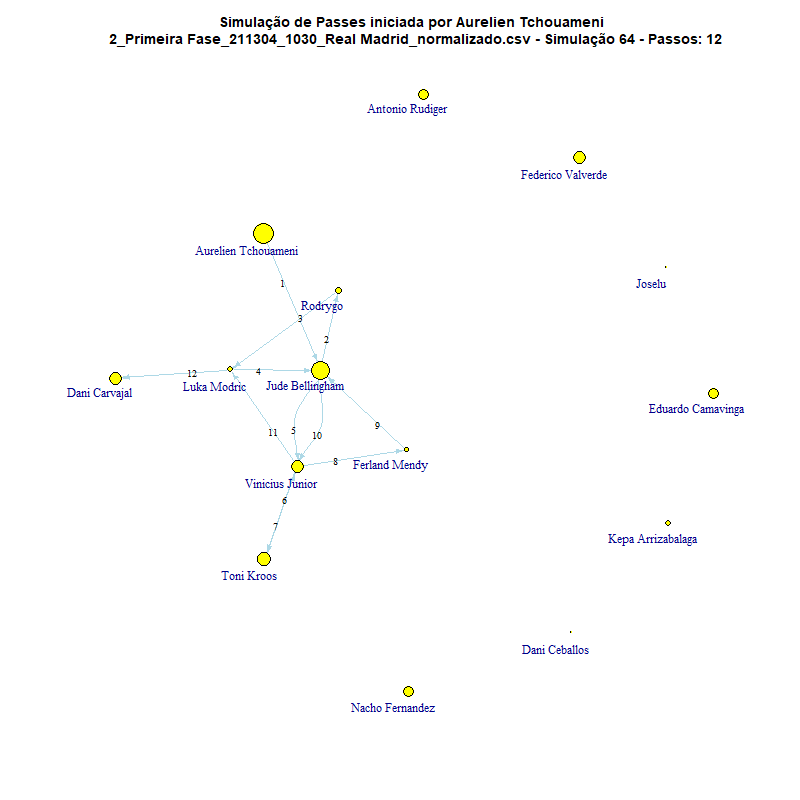 Simulação de Passes iniciada por Aurelien Tchouameni
2_Primeira Fase_211304_1030_Real Madrid_normalizado.csv - Simulação 64 - Passos: 12
Antonio Rudiger
Federico Valverde
Aurelien Tchouameni
Joselu
1
Rodrygo
3
2
12
4
Luka Modric
Jude Bellingham
Dani Carvajal
Eduardo Camavinga
11
5
10
9
8
Ferland Mendy
Vinicius Junior
6
7
Kepa Arrizabalaga
Toni Kroos
Dani Ceballos
Nacho Fernandez